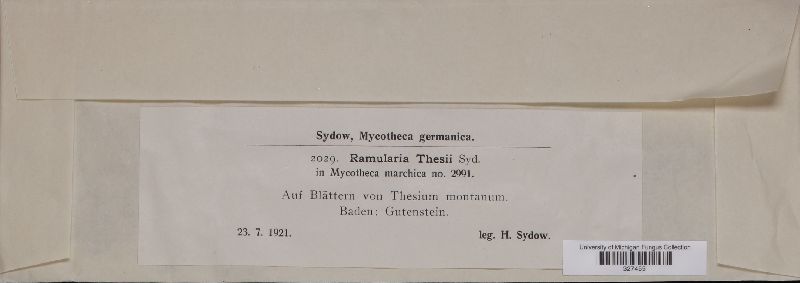 Sydow, Mycotheca germanica.
2029. Ramularia Thesii Syd.
in Mycotheca marchica no. 2991.
Auf Blättern von Thesium montanum.
Baden: Gutenstein.
23. 7. 1921. leg. H. Sydow.
University of Michigan Fungus Collection